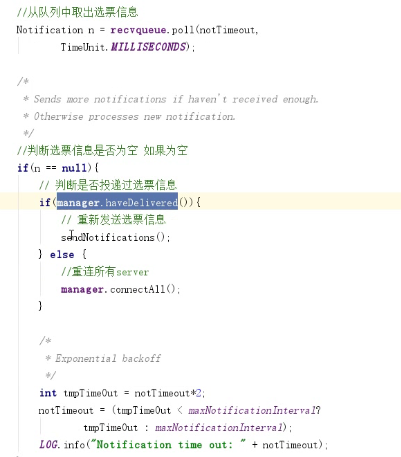 //从队列中取出选票信息
Notification n = recvqueue.poll(notTimeout,
TimeUnit.MILLISECONDS);
/*
* Sends more notifications if haven't received enough.
* Otherwise processes new notification.
*/
//判断选票信息是否为空 如果为空
if(n == null){
// 判断是否投递过选票信息
if(manager.haveDelivered()){
// 重新发送选票信息
sendNotifications();
} else {
//重连所有server
manager.connectAll();
}
/*
* Exponential backoff
*/
int tmpTimeOut = notTimeout*2;
notTimeout = (tmpTimeOut < maxNotificationInterval?
tmpTimeOut : maxNotificationInterval);
LOG.info("Notification time out: " + notTimeout);